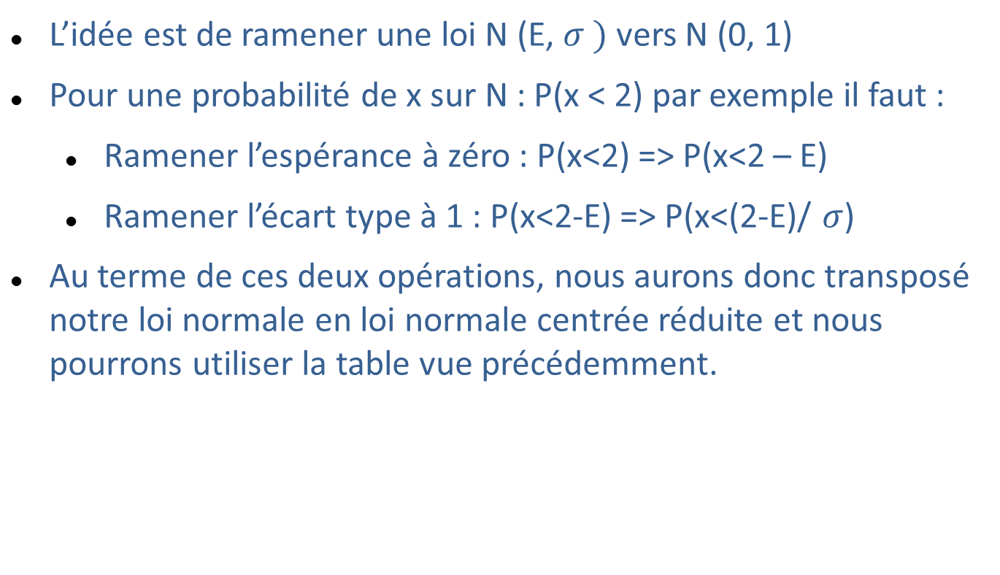 • L’idée est de ramener une loi N (E, 𝜎 ) vers N (0, 1)
• Pour une probabilité de x sur N : P(x < 2) par exemple il faut :
• Ramener l’espérance à zéro : P(x<2) => P(x<2 – E)
• Ramener l’écart type à 1 : P(x<2-E) => P(x<(2-E)/ 𝜎)
• Au terme de ces deux opérations, nous aurons donc transposé
notre loi normale en loi normale centrée réduite et nous
pourrons utiliser la table vue précédemment.